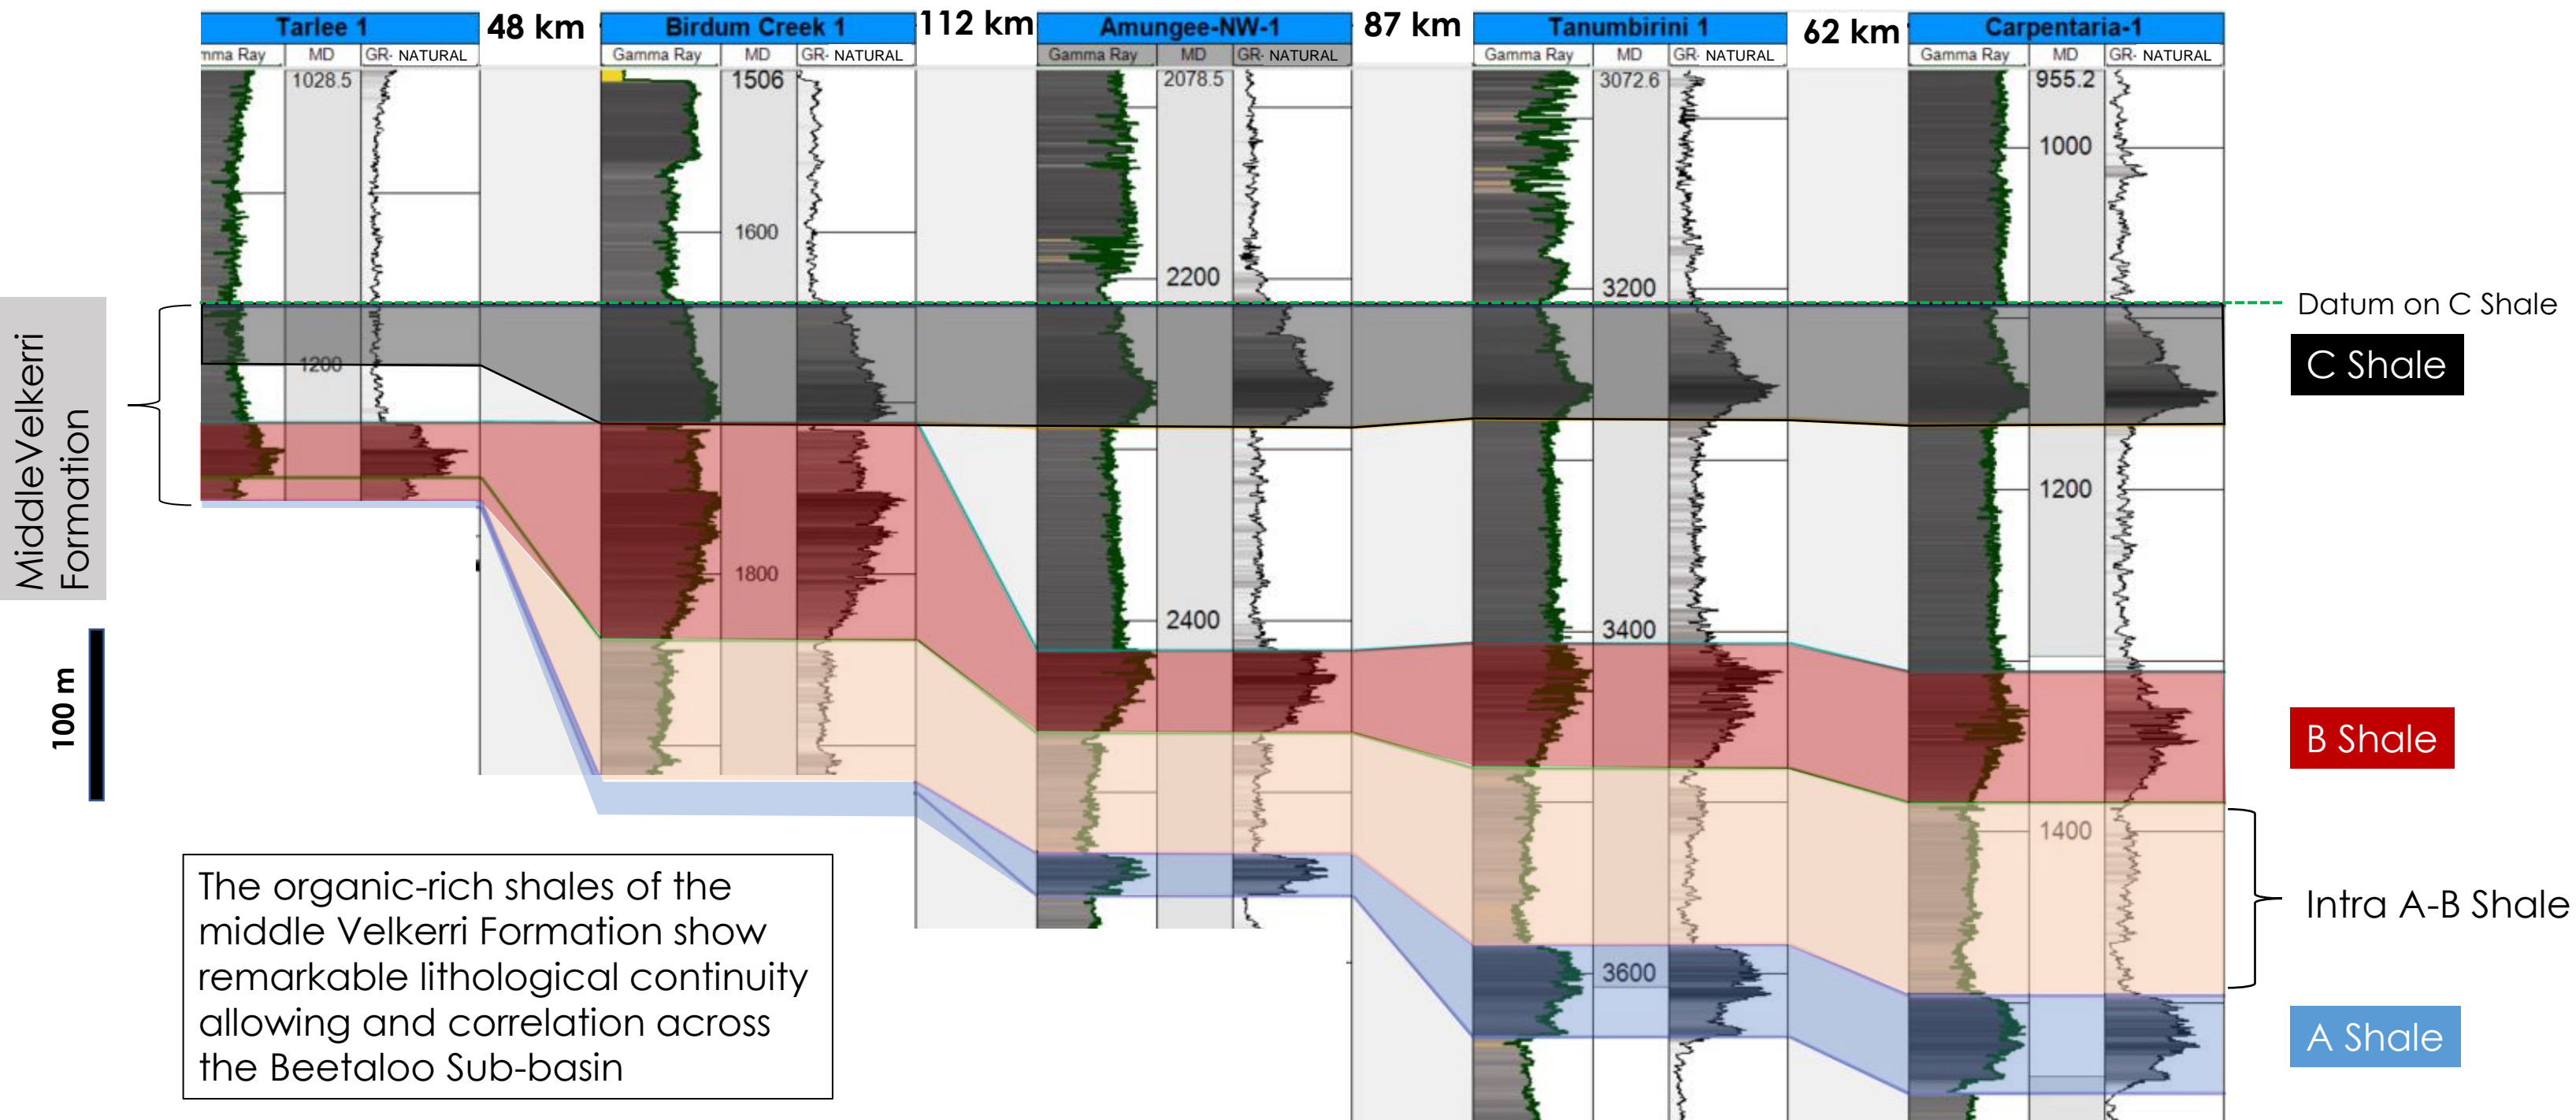 Tarlee 1
48 km
Birdum Creek 1
112 km
Amungee-NW-1
87 km
Tanumbirini 1
62 km
Carpentaria-1
mma Ray MD GR- NATURAL
Gamma Ray MD GR- NATURAL
Gamma Ray MD GR- NATURAL
Gamma Ray MD GR- NATURAL
Gamma Ray MD GR- NATURAL
1028.5
1200
1506
1600
1800
2078.5
2200
2400
3072.6
3200
3400
3600
955.2
1000
1200
1400
Datum on C Shale
C Shale
B Shale
Intra A-B Shale
A Shale
MiddleVelkerri
Formation
100 m
The organic-rich shales of the
middle Velkerri Formation show
remarkable lithological continuity
allowing and correlation across
the Beetaloo Sub-basin